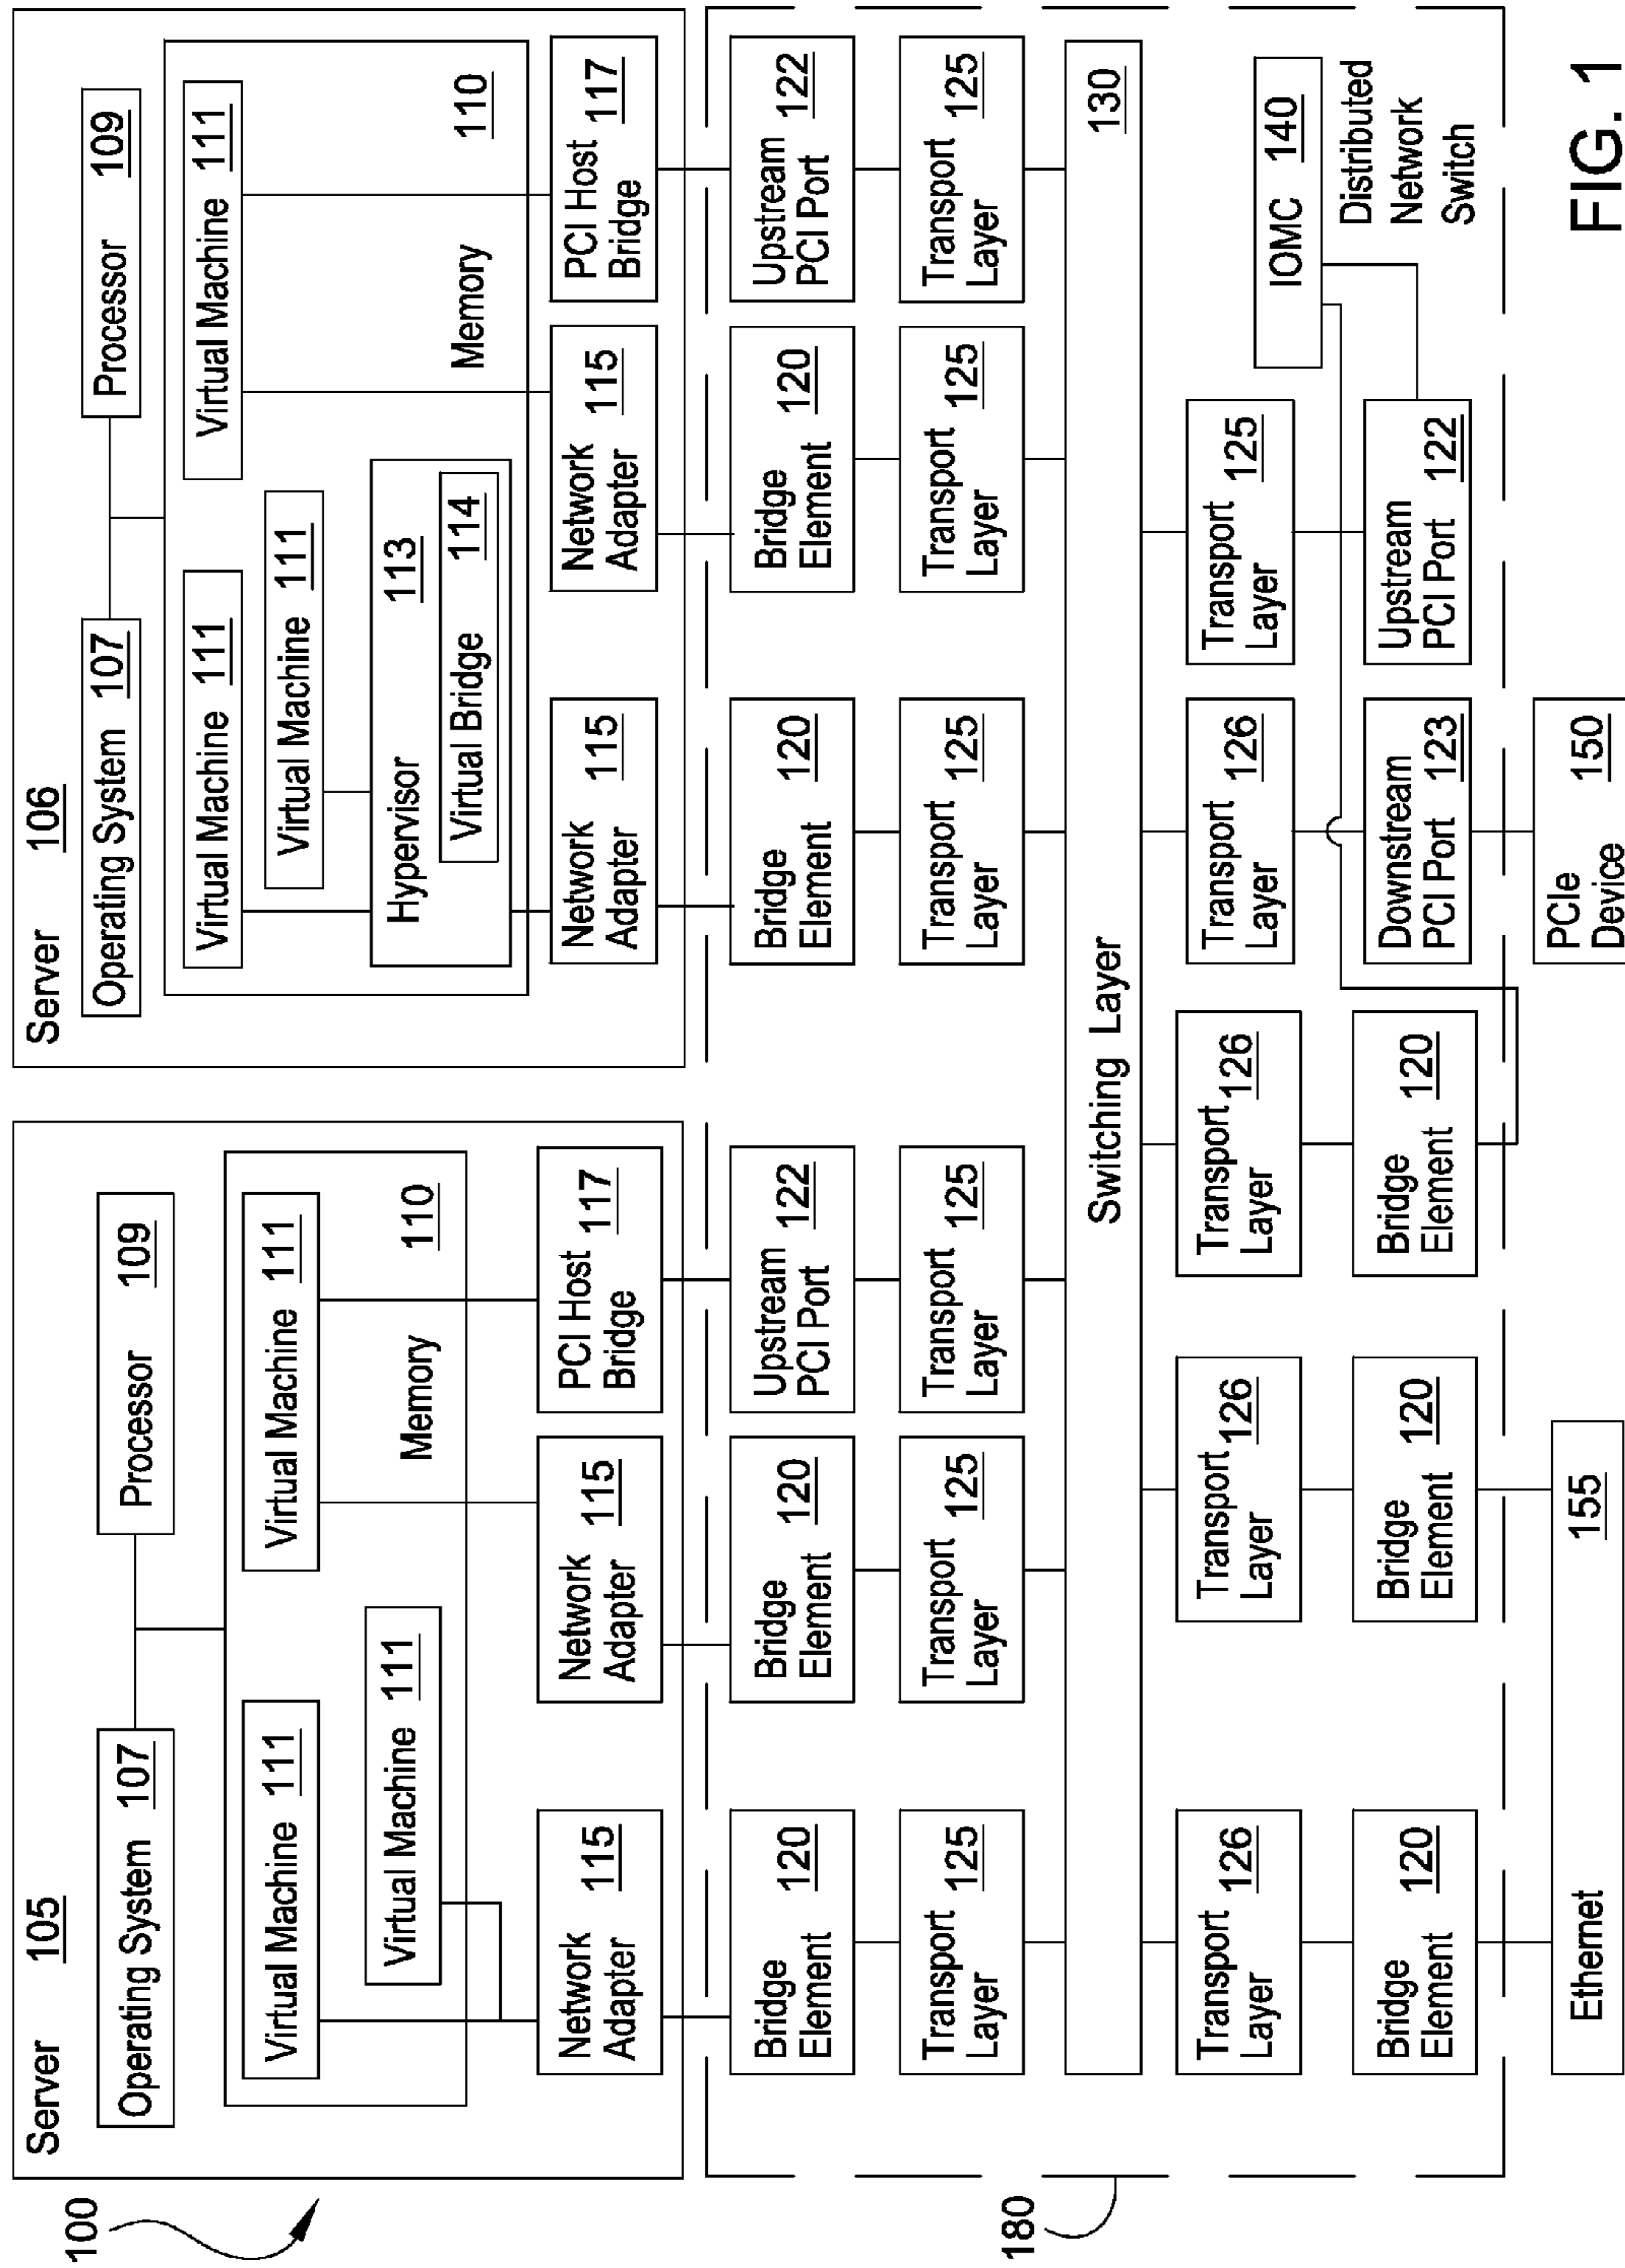 100
Server 105
Operating System 107
Processor 109
Virtual Machine 111
Virtual Machine 111
Virtual Machine 111
Memory 110
Network
Adapter 115
Network
Adapter 115
PCI Host
Bridge 117
Server 106
Operating System 107
Processor 109
Virtual Machine 111
Virtual Machine 111
Virtual Machine 111
Hypervisor 113
Virtual Bridge 114
Memory 110
Network
Adapter 115
Network
Adapter 115
PCI Host
Bridge 117
180
Bridge
Element 120
Bridge
Element 120
Upstream
PCI Port 122
Bridge
Element 120
Bridge
Element 120
Upstream
PCI Port 122
Transport
Layer 125
Transport
Layer 125
Transport
Layer 125
Transport
Layer 125
Transport
Layer 125
Transport
Layer 125
Switching Layer 130
Transport
Layer 126
Transport
Layer 126
Transport
Layer 126
Transport
Layer 126
Transport
Layer 125
IOMC 140
Distributed
Network
Switch
Bridge
Element 120
Bridge
Element 120
Bridge
Element 120
Downstream
PCI Port 123
Upstream
PCI Port 122
Ethernet 155
PCIe
Device 150
FIG. 1